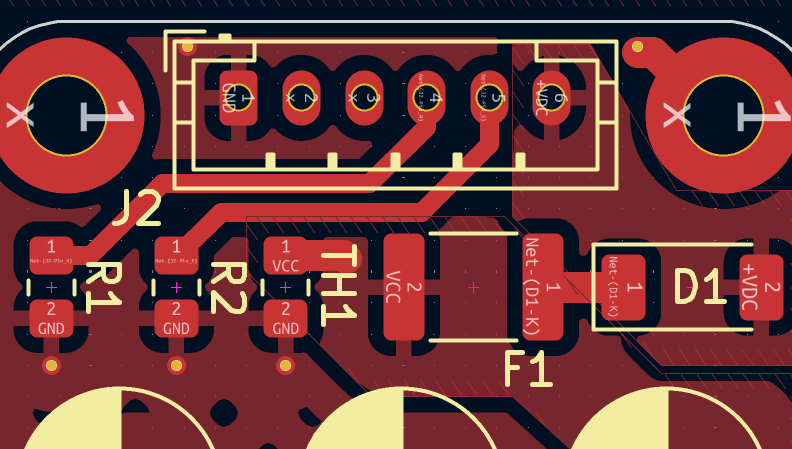 x
1
GND
1
x
2
x
3
Net-(J2-Pin_4)
4
Net-(J2-Pin_5)
5
+VDC
6
x
1
J2
1
Net-(J2-Pin_4)
2
GND
R1
1
Net-(J2-Pin_5)
2
GND
R2
1
VCC
2
GND
TH1
VCC
2
Net-(D1-K)
1
F1
Net-(D1-K)
1
D1
+VDC
2